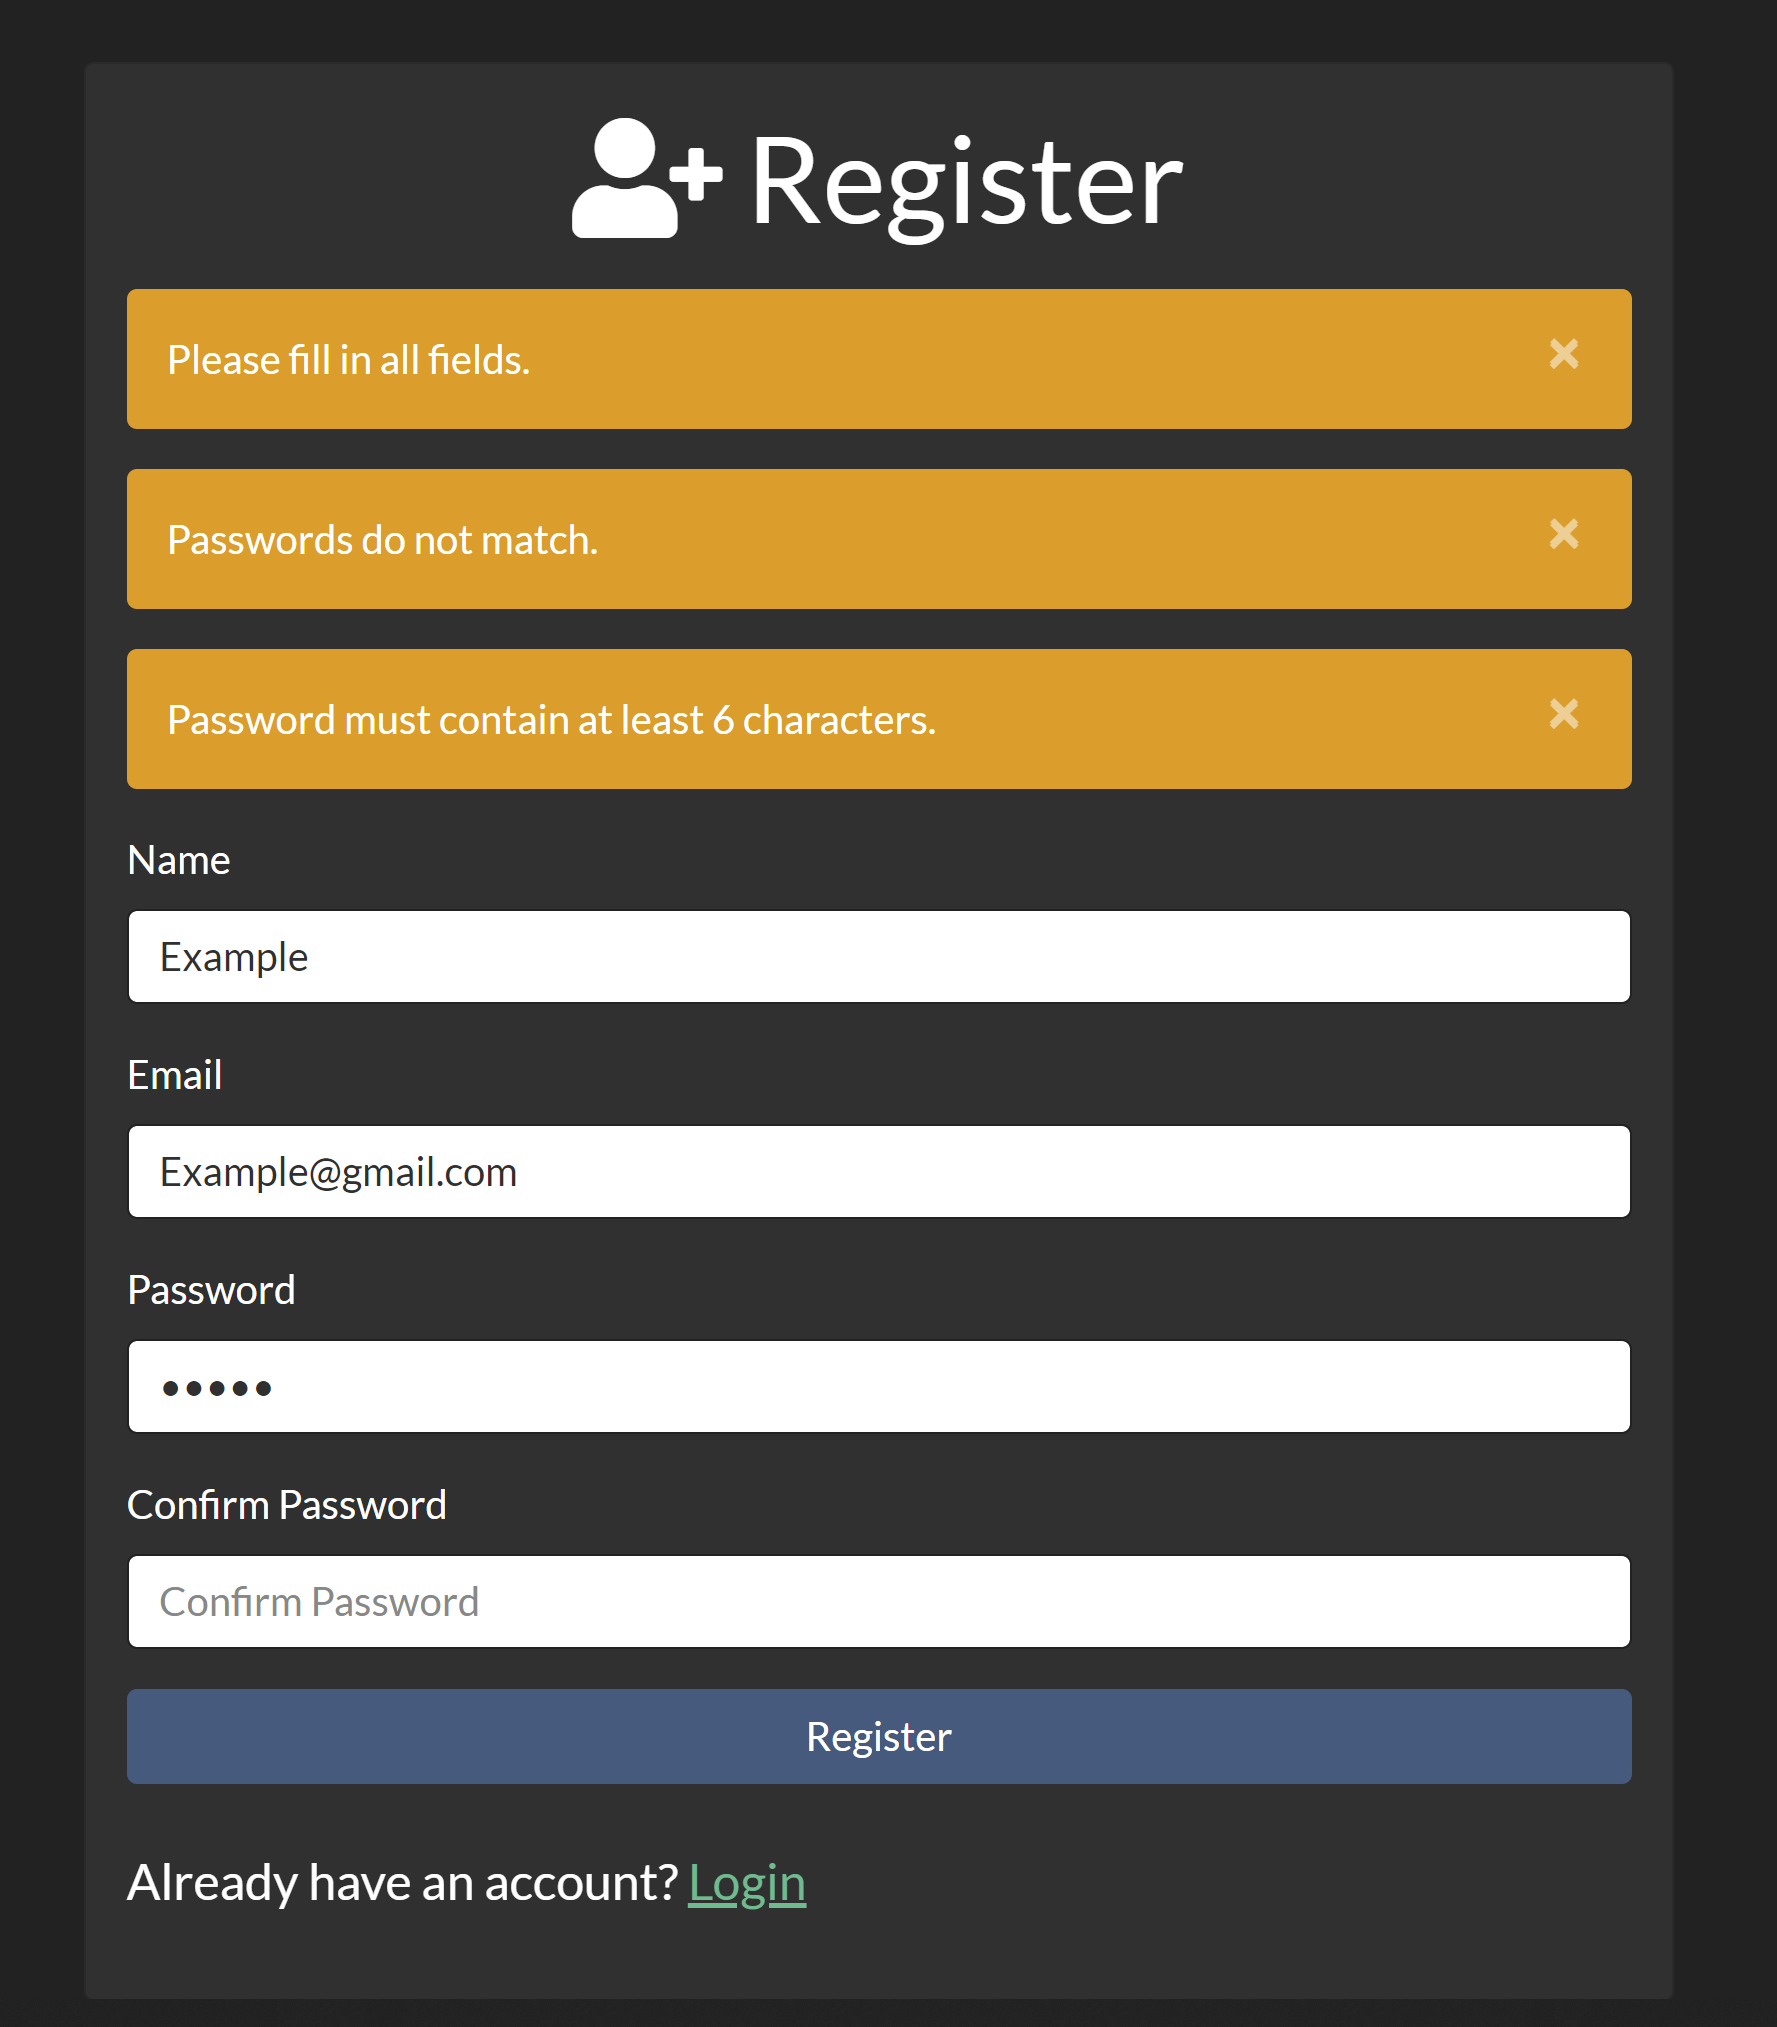 Register
Please fill in all fields. ×
Passwords do not match. ×
Password must contain at least 6 characters. ×
Name
Example
Email
Example@gmail.com
Password
•••••
Confirm Password
Confirm Password
Register
Already have an account? Login